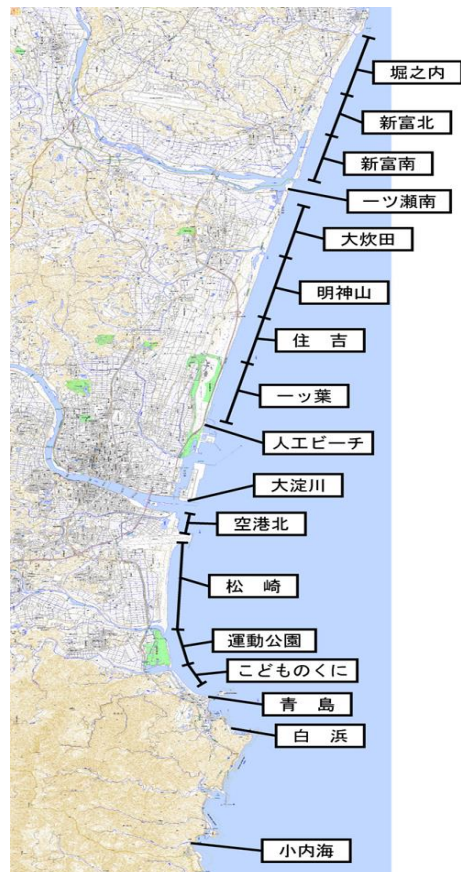 堀之内
新富北
新富南
一ツ瀬南
大炊田
明神山
住　吉
一ッ葉
人工ビーチ
大淀川
空港北
松　崎
運動公園
こどものくに
青　島
白　浜
小内海